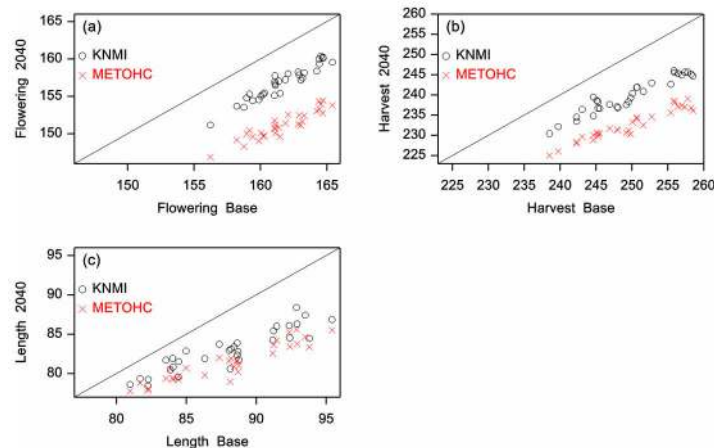 (a)
KNMI
METOHC
165
160
155
150
Flowering 2040
150 155 160 165
Flowering Base
(b)
KNMI
METOHC
260
255
250
245
240
235
230
225
Harvest 2040
225 230 235 240 245 250 255 260
Harvest Base
(c)
KNMI
METOHC
95
90
85
80
Length 2040
80 85 90 95
Length Base